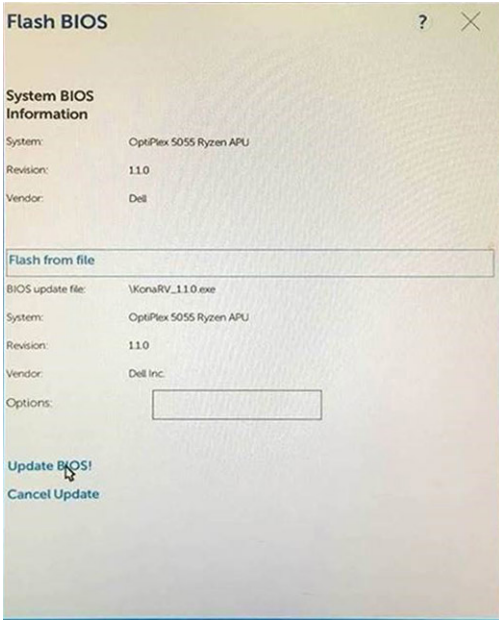 Flash BIOS ?
System BIOS
Information
System: OptiPlex 5055 Ryzen APU
Revision: 1.1.0
Vendor: Dell
Flash from file
BIOS update file: \KonaRV_1.1.0.exe
System: OptiPlex 5055 Ryzen APU
Revision: 1.1.0
Vendor: Dell Inc.
Options:
Update BIOS!
Cancel Update